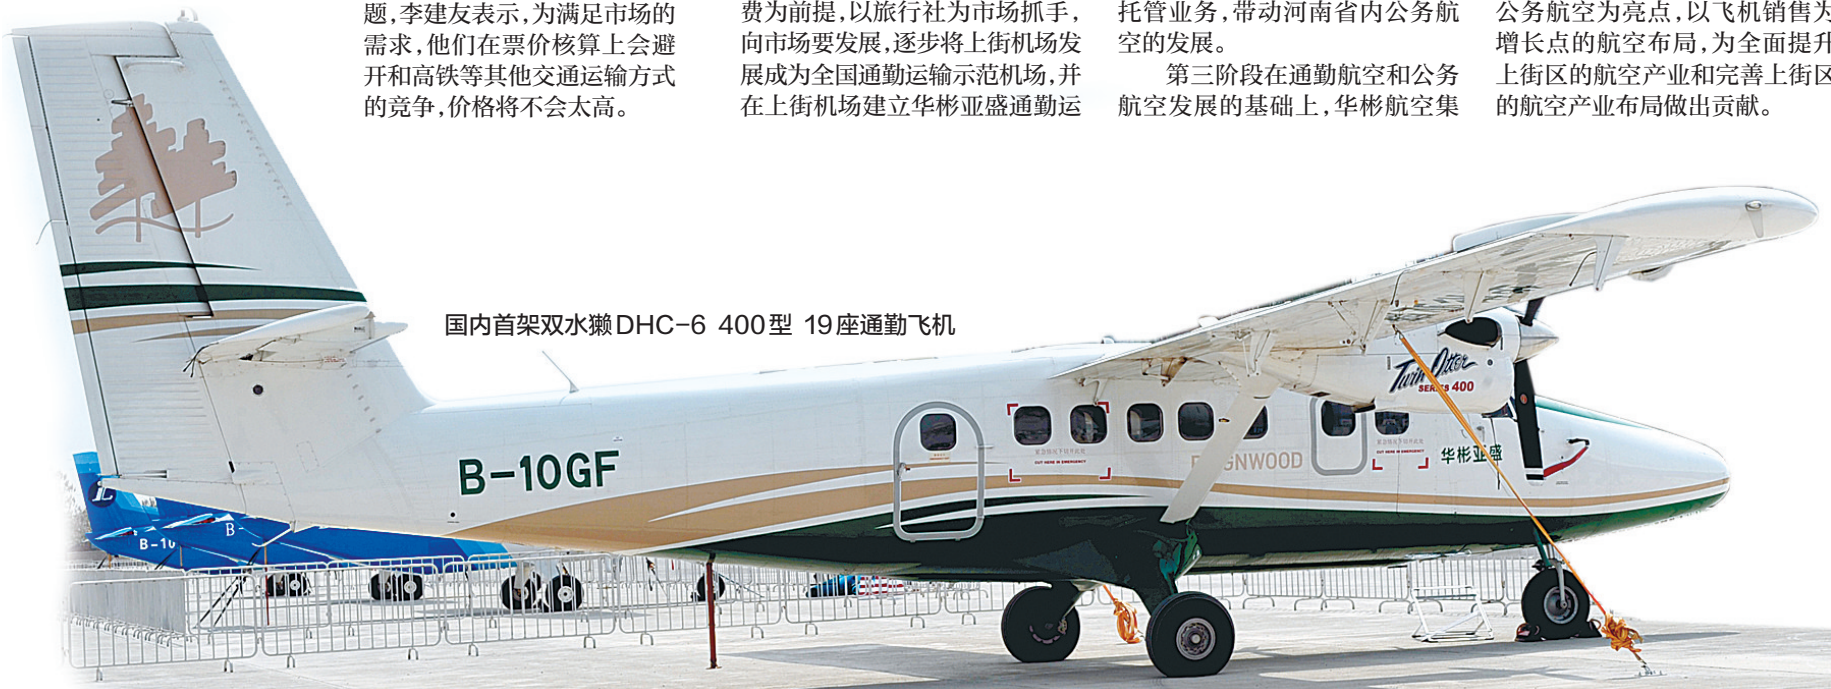 题，李建友表示，为满足市场的
需求，他们在票价核算上会避
开和高铁等其他交通运输方式
的竞争，价格将不会太高。
费为前提，以旅行社为市场抓手，
向市场要发展，逐步将上街机场发
展成为全国通勤运输示范机场，并
在上街机场建立华彬亚盛通勤运
托管业务，带动河南省内公务航
空的发展。
第三阶段在通勤航空和公务
航空发展的基础上，华彬航空集
公务航空为亮点，以飞机销售为
增长点的航空布局，为全面提升
上街区的航空产业和完善上街区
的航空产业布局做出贡献。
国内首架双水獭DHC-6 400型 19座通勤飞机
Twin Otter
SERIES 400
CUT HERE IN EMERGENCY
CUT HERE IN EMERGENCY
GNWOOD
华彬亚盛
B-10GF
B-
B-10